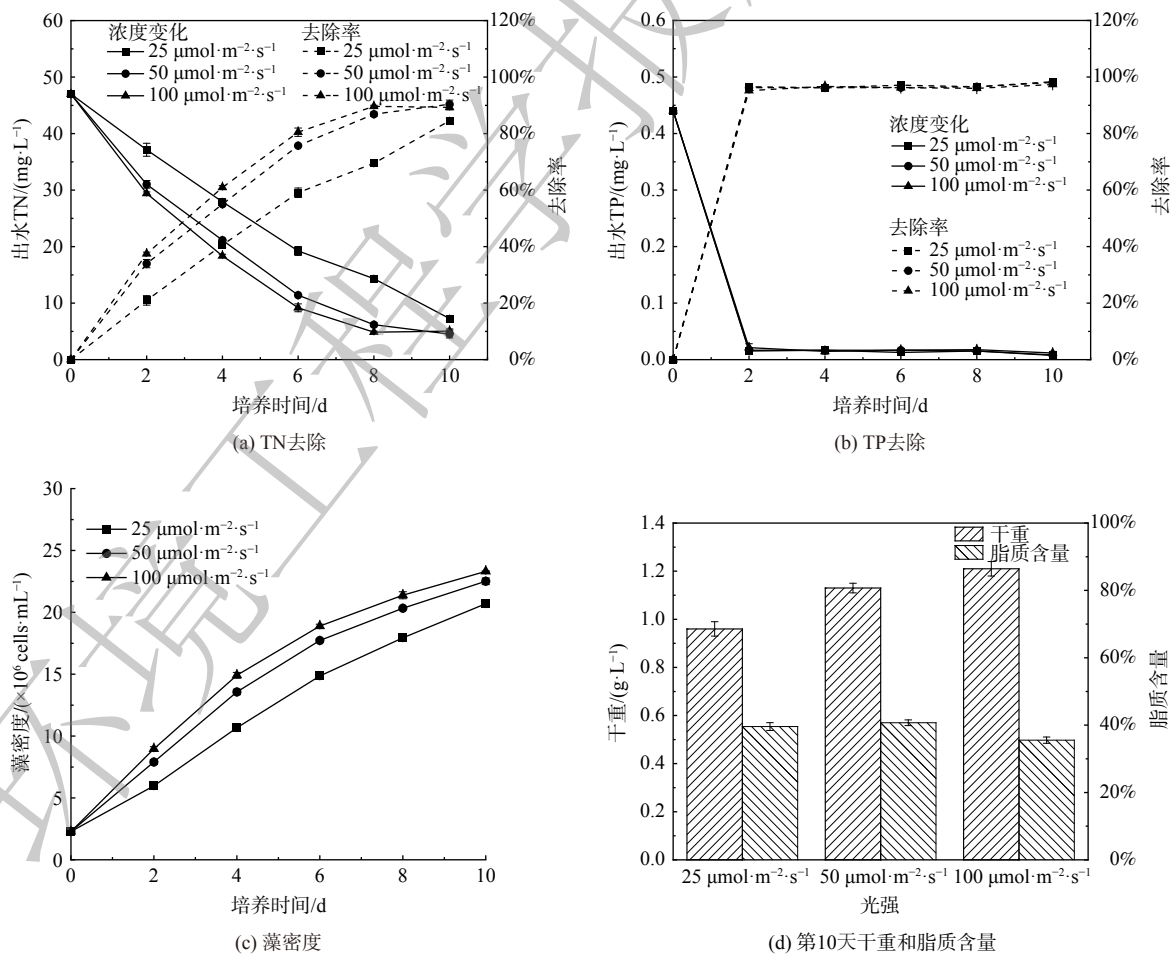 浓度变化
25 μmol·m⁻²·s⁻¹
50 μmol·m⁻²·s⁻¹
100 μmol·m⁻²·s⁻¹
去除率
25 μmol·m⁻²·s⁻¹
50 μmol·m⁻²·s⁻¹
100 μmol·m⁻²·s⁻¹
60
50
40
30
20
10
0
出水TN/(mg·L⁻¹)
120%
100%
80%
60%
40%
20%
0%
去除率
0 2 4 6 8 10
培养时间/d
(a) TN去除
0.6
0.5
0.4
0.3
0.2
0.1
0.0
出水TP/(mg·L⁻¹)
浓度变化
25 μmol·m⁻²·s⁻¹
50 μmol·m⁻²·s⁻¹
100 μmol·m⁻²·s⁻¹
去除率
25 μmol·m⁻²·s⁻¹
50 μmol·m⁻²·s⁻¹
100 μmol·m⁻²·s⁻¹
120%
100%
80%
60%
40%
20%
0%
去除率
0 2 4 6 8 10
培养时间/d
(b) TP去除
30
25
20
15
10
5
0
藻密度/(×10⁶ cells·mL⁻¹)
25 μmol·m⁻²·s⁻¹
50 μmol·m⁻²·s⁻¹
100 μmol·m⁻²·s⁻¹
0 2 4 6 8 10
培养时间/d
(c) 藻密度
1.4
1.2
1.0
0.8
0.6
0.4
0.2
0.0
干重/(g·L⁻¹)
干重
脂质含量
100%
80%
60%
40%
20%
0%
脂质含量
25 μmol·m⁻²·s⁻¹ 50 μmol·m⁻²·s⁻¹ 100 μmol·m⁻²·s⁻¹
光强
(d) 第10天干重和脂质含量
环境工程学报